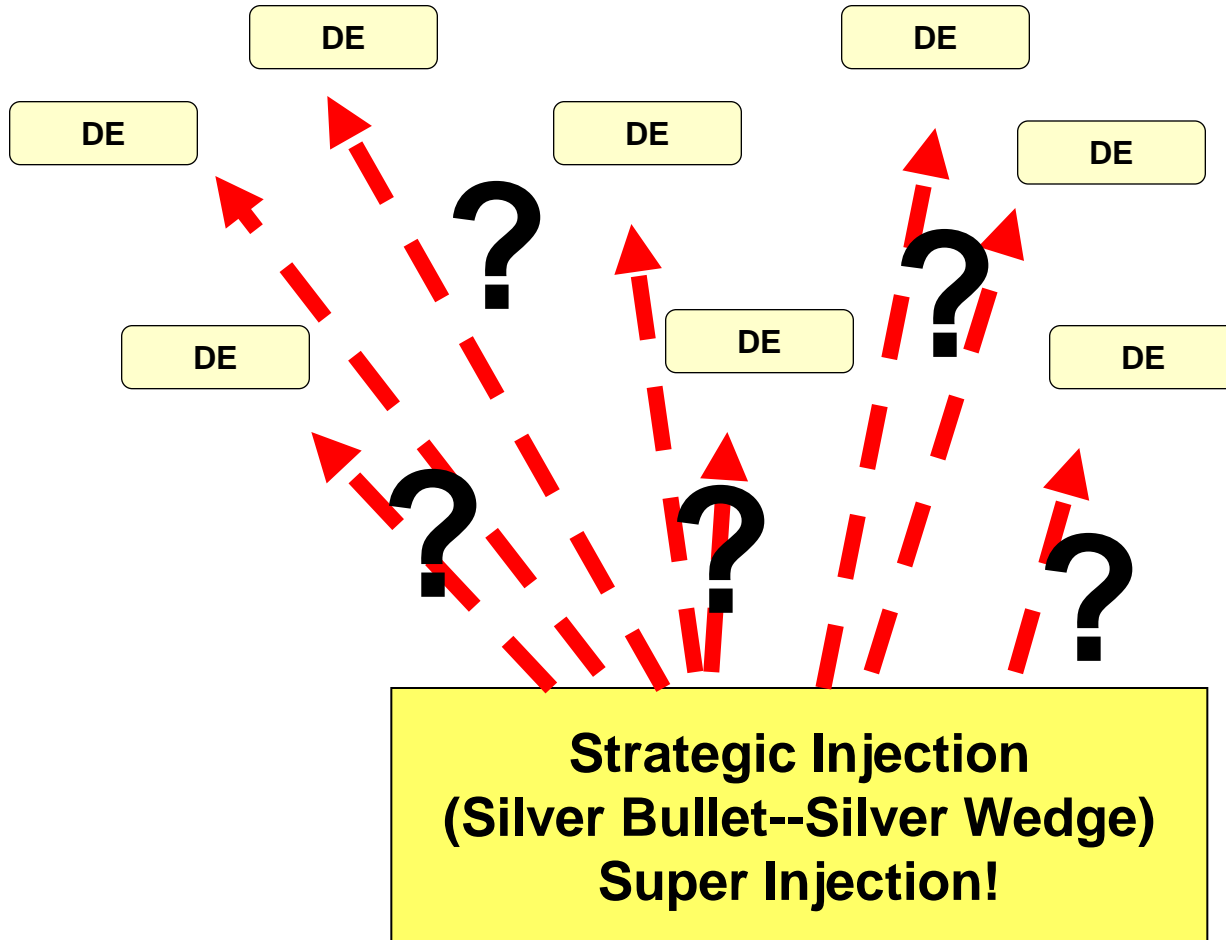 DE
DE
DE
DE
DE
DE
DE
DE
?
?
?
?
?
Strategic Injection
(Silver Bullet--Silver Wedge)
Super Injection!